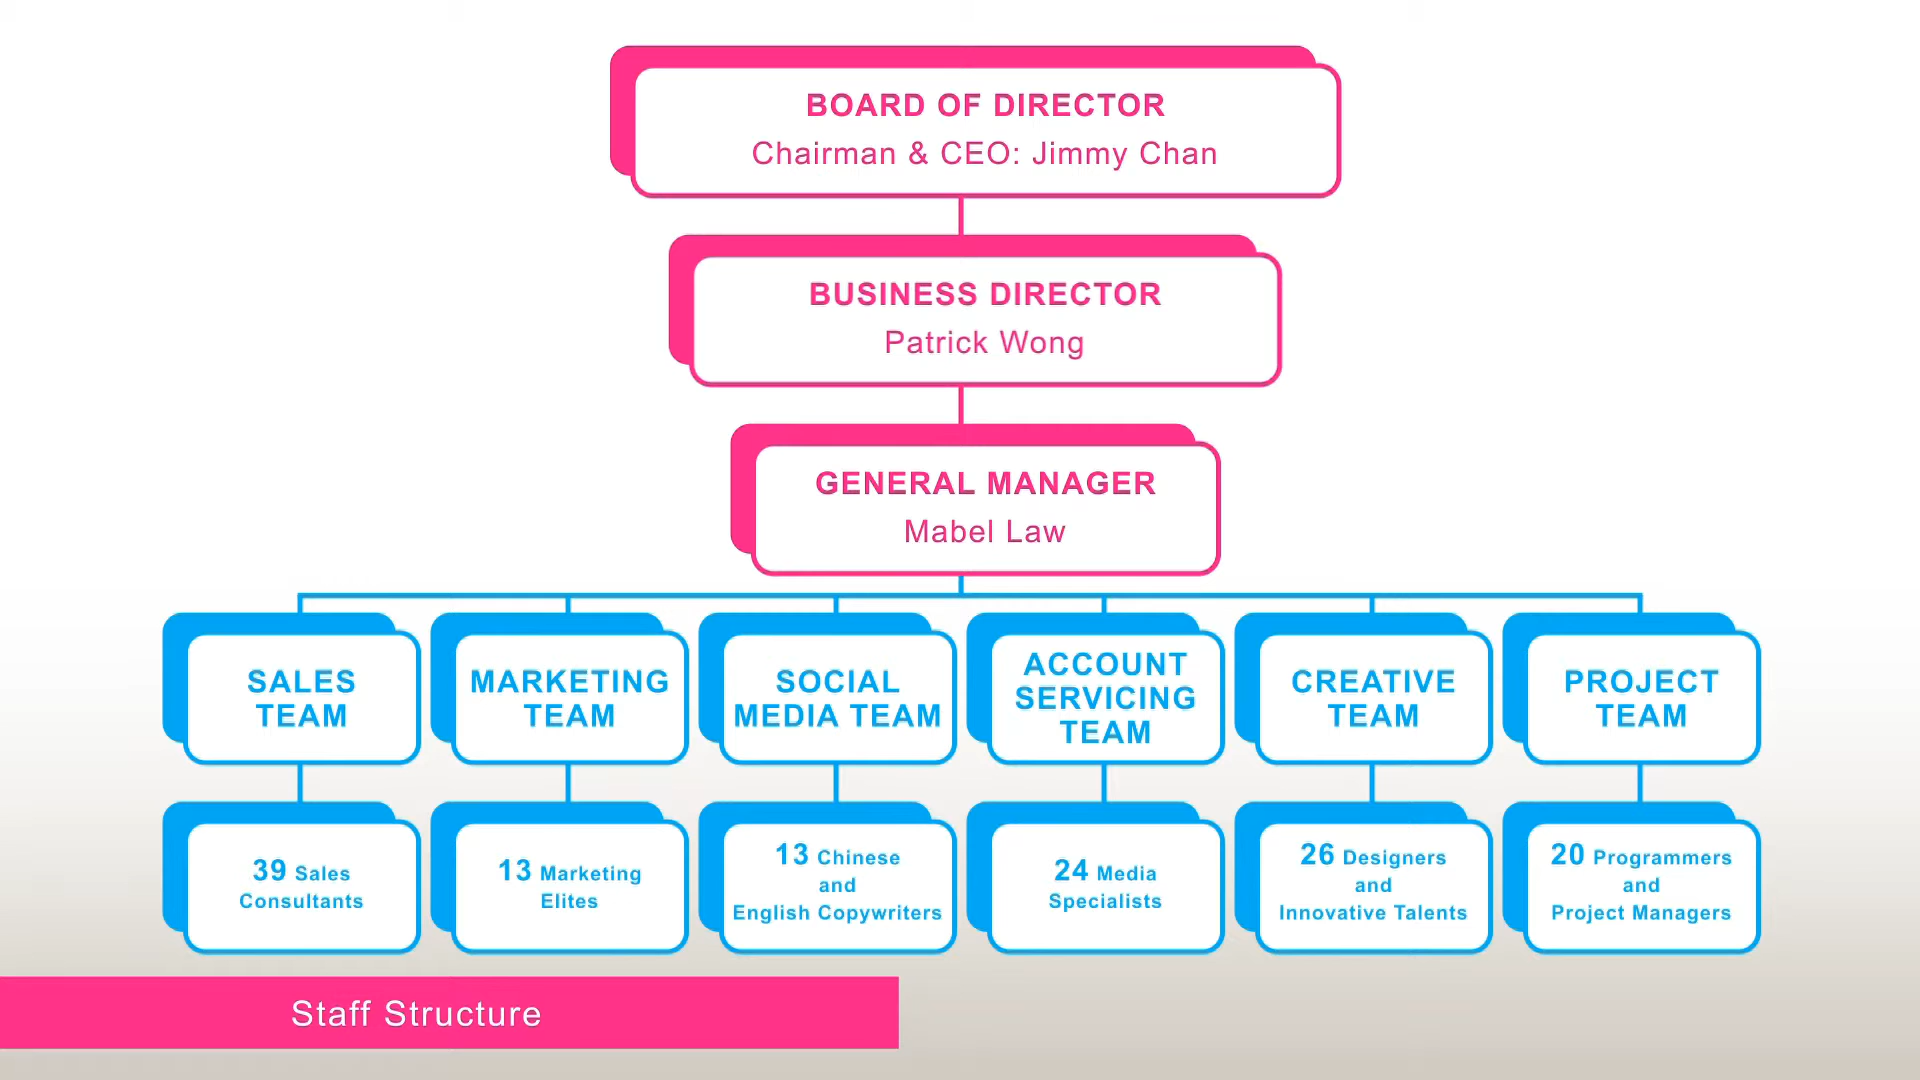 BOARD OF DIRECTOR
Chairman & CEO: Jimmy Chan
BUSINESS DIRECTOR
Patrick Wong
GENERAL MANAGER
Mabel Law
SALES
TEAM
MARKETING
TEAM
SOCIAL
MEDIA TEAM
ACCOUNT
SERVICING
TEAM
CREATIVE
TEAM
PROJECT
TEAM
39 Sales
Consultants
13 Marketing
Elites
13 Chinese
and
English Copywriters
24 Media
Specialists
26 Designers
and
Innovative Talents
20 Programmers
and
Project Managers
Staff Structure